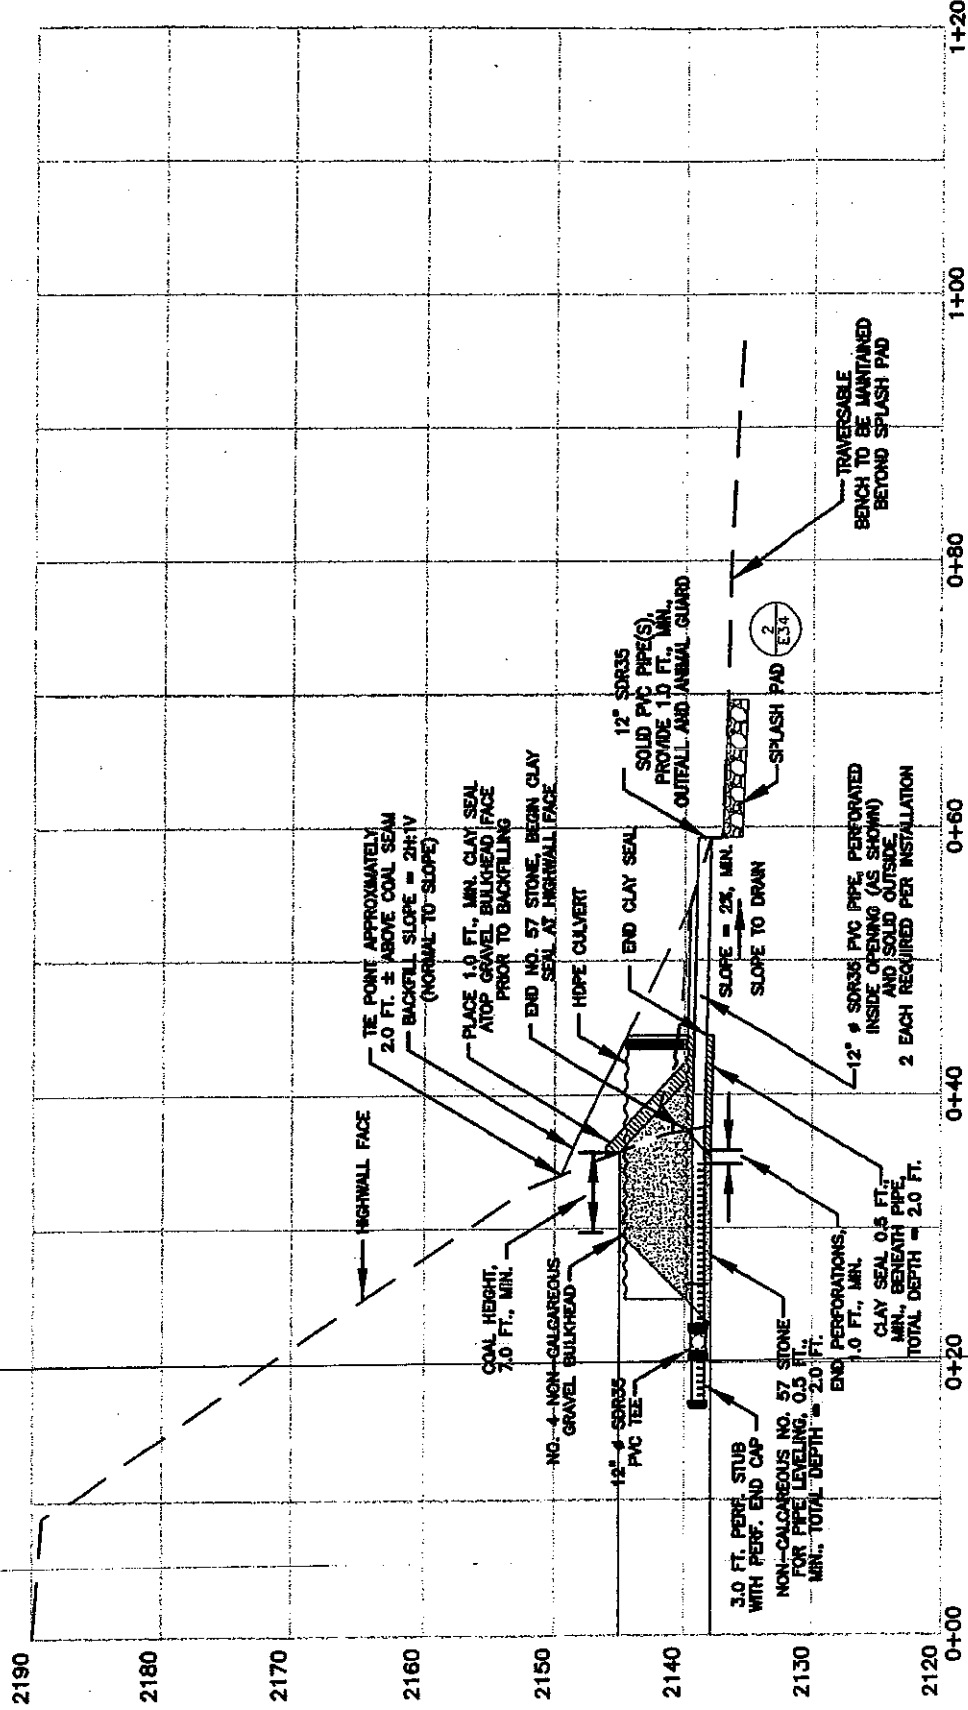 HIGHWALL FACE
TIE POINT APPROXIMATELY
2.0 FT. ± ABOVE COAL SEAM
BACKFILL SLOPE = 2H:1V
(NORMAL TO SLOPE)
PLACE 1.0 FT., MIN. CLAY SEAL
ATOP GRAVEL BULKHEAD FACE
PRIOR TO BACKFILLING
END NO. 57 STONE, BEGIN CLAY
SEAL AT HIGHWALL FACE
HDPE CULVERT
END CLAY SEAL
12" SDR35
SOLID PVC PIPE(S),
PROVIDE 1.0 FT., MIN.,
OUTFALL AND ANIMAL GUARD
COAL HEIGHT,
7.0 FT., MIN.
NO. 4 NON-CALCAREOUS
GRAVEL BULKHEAD
12" ø SDR35
PVC TEE
3.0 FT. PERF. STUB
WITH PERF. END CAP
NON-CALCAREOUS NO. 57 STONE
FOR PIPE LEVELING, 0.5 FT.,
MIN., TOTAL DEPTH = 2.0 FT.
END PERFORATIONS,
1.0 FT., MIN.
CLAY SEAL 0.5 FT.,
MIN., BENEATH PIPE,
TOTAL DEPTH = 2.0 FT.
SLOPE = 2%, MIN.
SLOPE TO DRAIN
12" ø SDR35 PVC PIPE, PERFORATED
INSIDE OPENING (AS SHOWN)
AND SOLID OUTSIDE,
2 EACH REQUIRED PER INSTALLATION
SPLASH PAD
2
E34
TRAVERSABLE
BENCH TO BE MAINTAINED
BEYOND SPLASH PAD
2190
2180
2170
2160
2150
2140
2130
2120
0+00
0+20
0+40
0+60
0+80
1+00
1+20